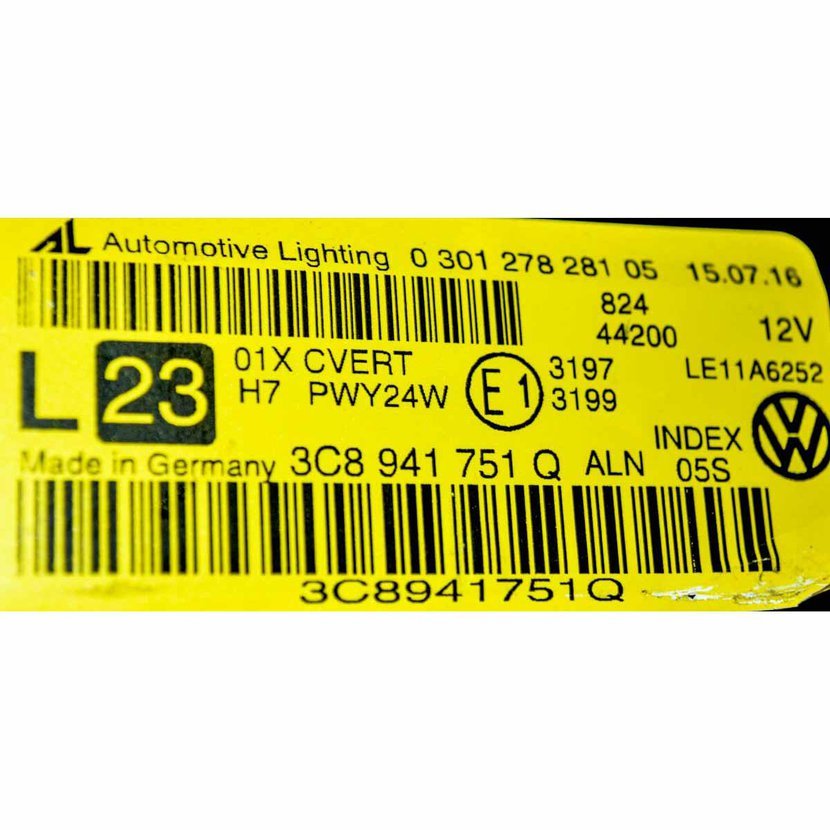 AL Automotive Lighting 0 301 278 281 05 15.07.16
824
44200 12V
L 23 01X CVERT E1 3197 LE11A6252
H7 PWY24W 3199
INDEX VW
Made in Germany 3C8 941 751 Q ALN 05S
3C8941751Q